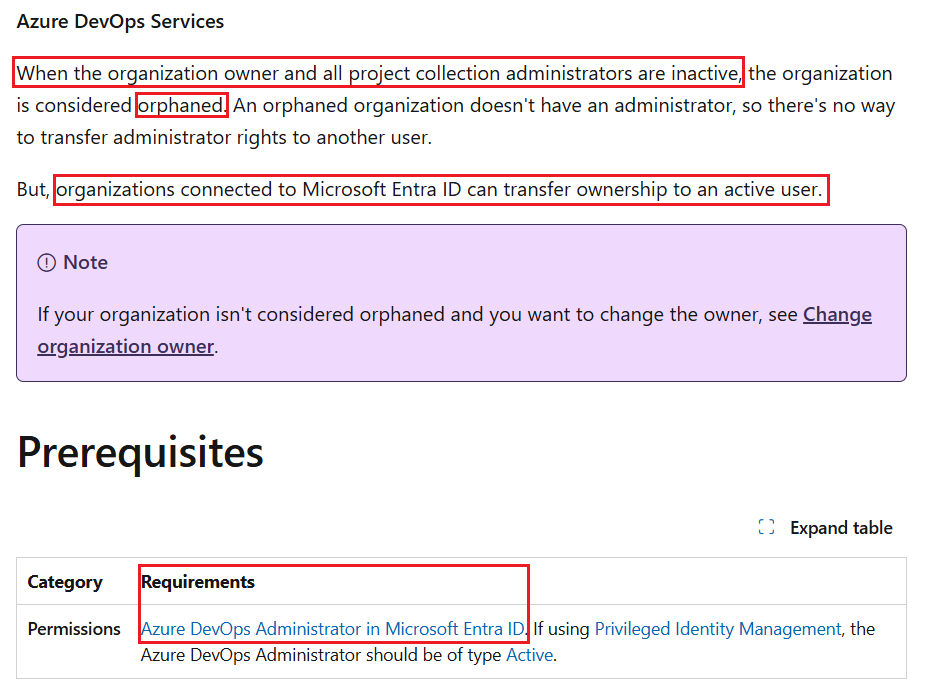 Azure DevOps Services
When the organization owner and all project collection administrators are inactive, the organization
is considered orphaned. An orphaned organization doesn't have an administrator, so there's no way
to transfer administrator rights to another user.
But, organizations connected to Microsoft Entra ID can transfer ownership to an active user.
Note
If your organization isn't considered orphaned and you want to change the owner, see Change
organization owner.
Prerequisites
Expand table
Category Requirements
Permissions Azure DevOps Administrator in Microsoft Entra ID. If using Privileged Identity Management, the
Azure DevOps Administrator should be of type Active.